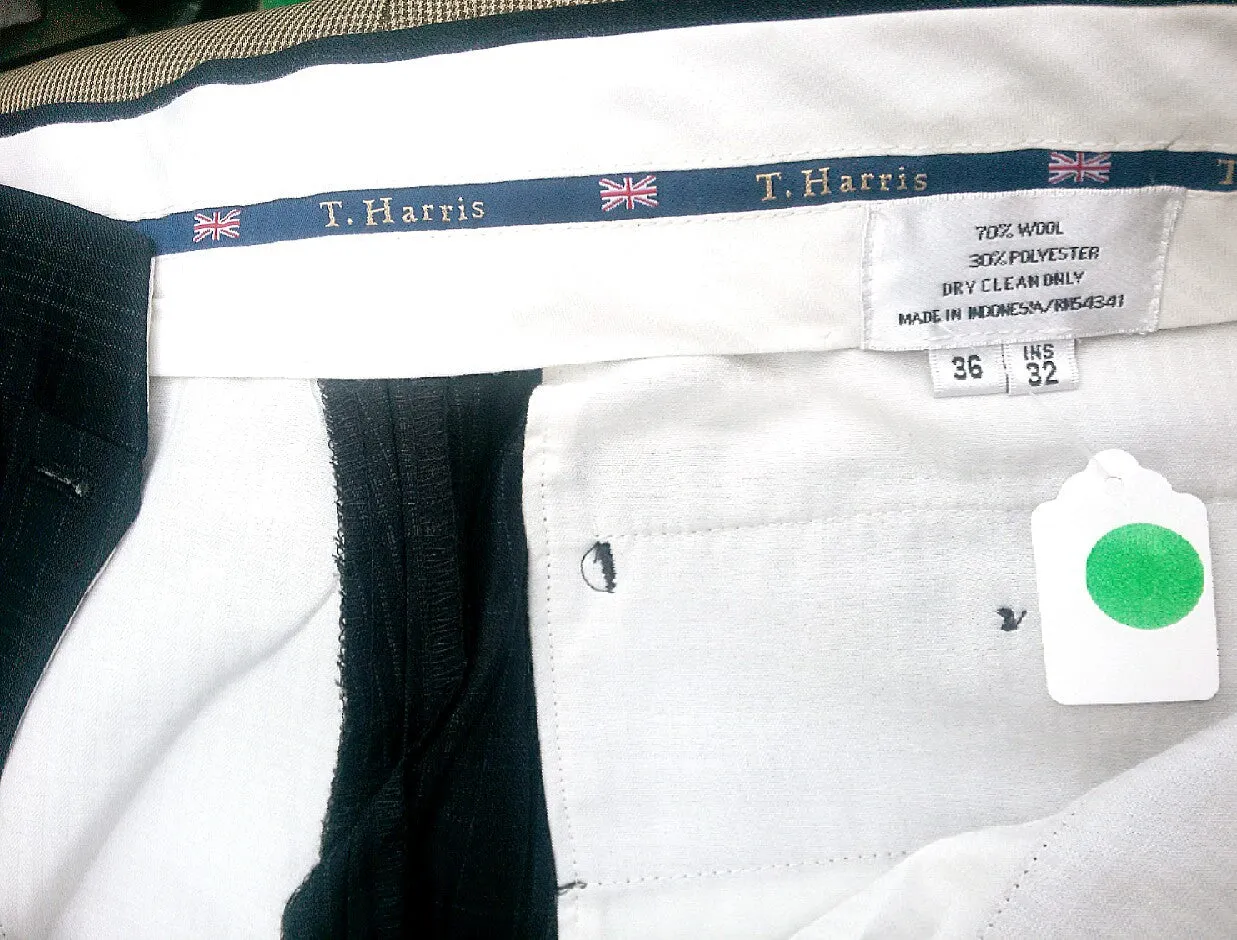 T. Harris
T. Harris
T
70% WOOL
30% POLYESTER
DRY CLEAN ONLY
MADE IN INDONESIA/RN54341
36
INS
32